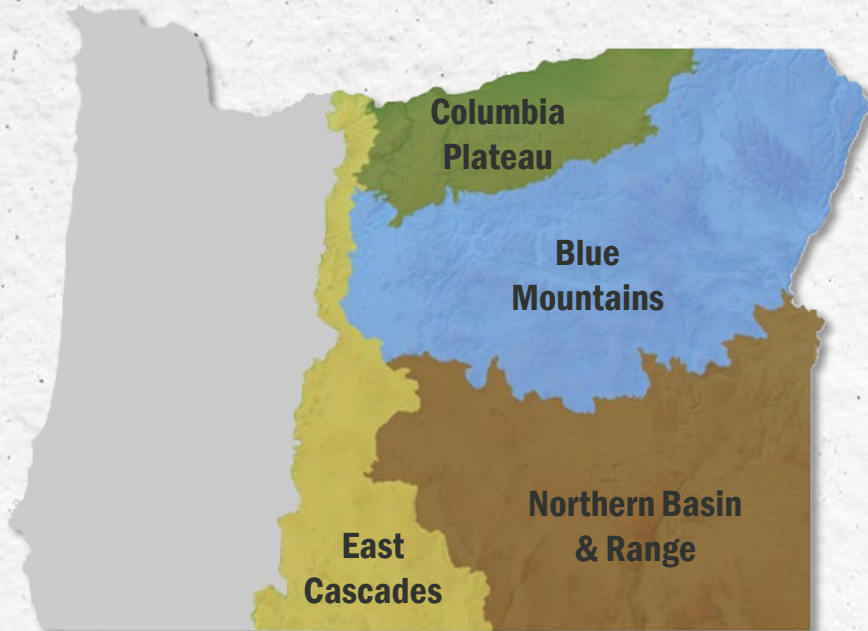 Columbia
Plateau
Blue
Mountains
Northern Basin
& Range
East
Cascades